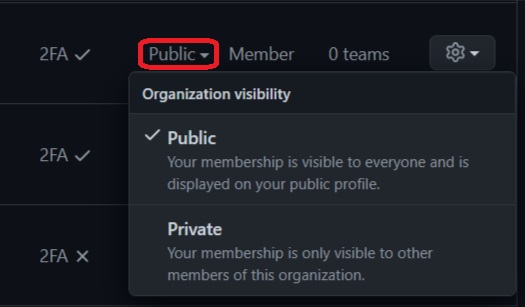 2FA ✓ Public Member 0 teams
Organization visibility
✓ Public
Your membership is visible to everyone and is
displayed on your public profile.
2FA ✓
Private
Your membership is only visible to other
members of this organization.
2FA ✕